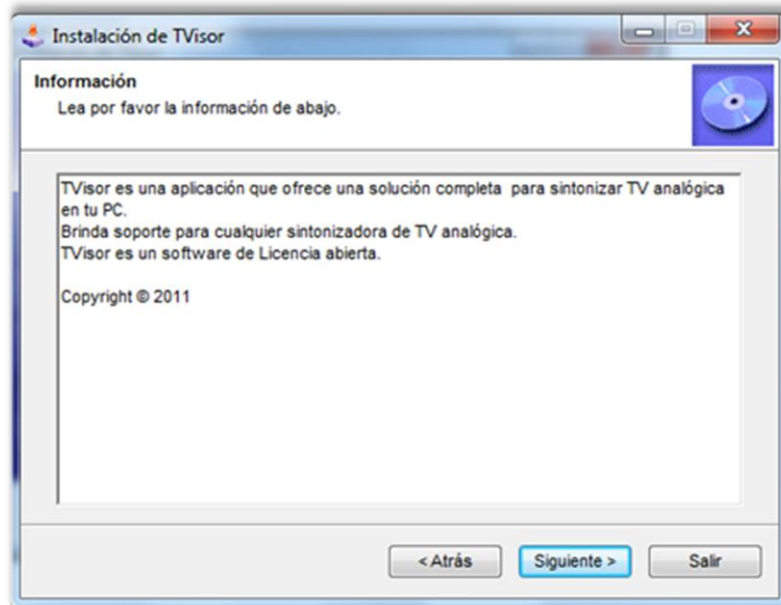 Instalación de TVisor
Información
Lea por favor la información de abajo.
TVisor es una aplicación que ofrece una solución completa  para sintonizar TV analógica
en tu PC.
Brinda soporte para cualquier sintonizadora de TV analógica.
TVisor es un software de Licencia abierta.
Copyright © 2011
< Atrás
Siguiente >
Salir